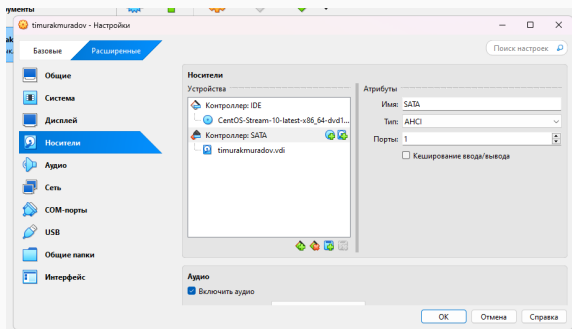 ументы
timurakmuradov - Настройки
Базовые
Расширенные
Поиск настроек
Общие
Система
Дисплей
Носители
Аудио
Сеть
COM-порты
USB
Общие папки
Интерфейс
Носители
Устройства
Контроллер: IDE
CentOS-Stream-10-latest-x86_64-dvd1...
Контроллер: SATA
timurakmuradov.vdi
Атрибуты
Имя: SATA
Тип: AHCI
Порты: 1
Кеширование ввода/вывода
Аудио
Включить аудио
OK Отмена Справка